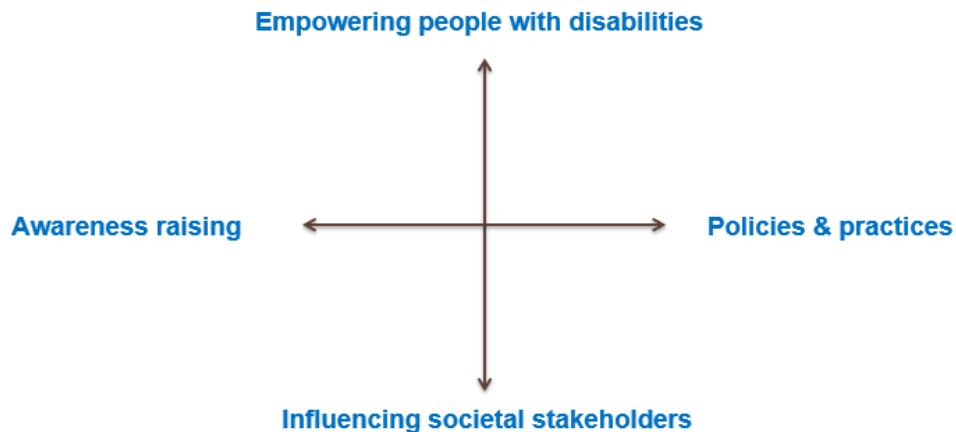 Empowering people with disabilities
Awareness raising
Policies & practices
Influencing societal stakeholders